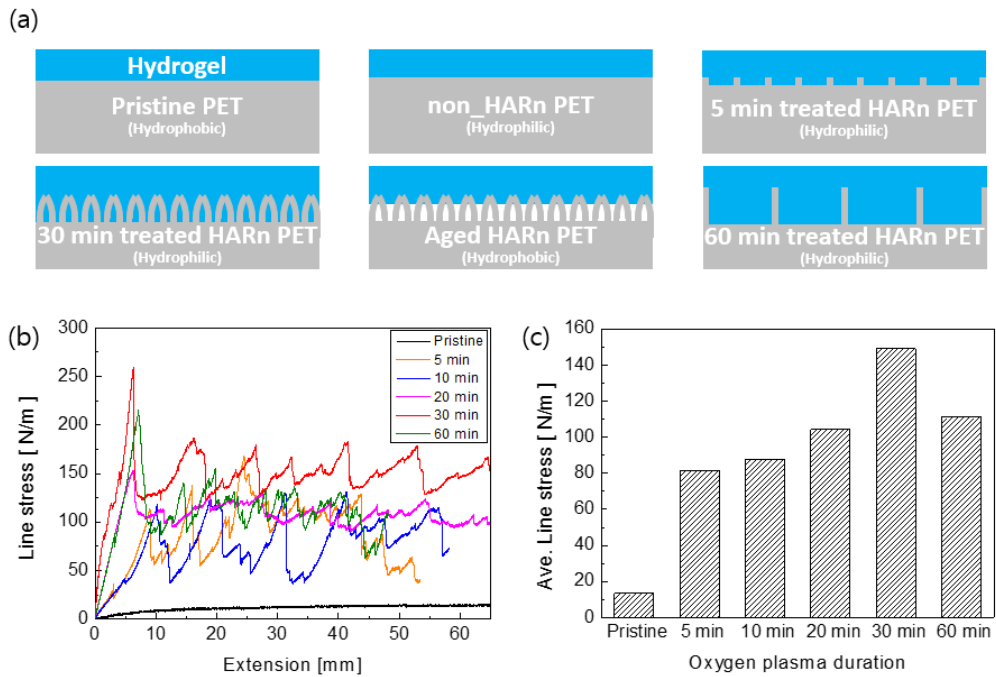 (a)
Hydrogel
Pristine PET
(Hydrophobic)
non_HARn PET
(Hydrophilic)
5 min treated HARn PET
(Hydrophilic)
30 min treated HARn PET
(Hydrophilic)
Aged HARn PET
(Hydrophobic)
60 min treated HARn PET
(Hydrophilic)
(b)
300
250
200
150
100
50
0
Line stress [ N/m ]
0 10 20 30 40 50 60
Extension [mm]
Pristine
5 min
10 min
20 min
30 min
60 min
(c)
160
140
120
100
80
60
40
20
0
Ave. Line stress [ N/m ]
Pristine 5 min 10 min 20 min 30 min 60 min
Oxygen plasma duration